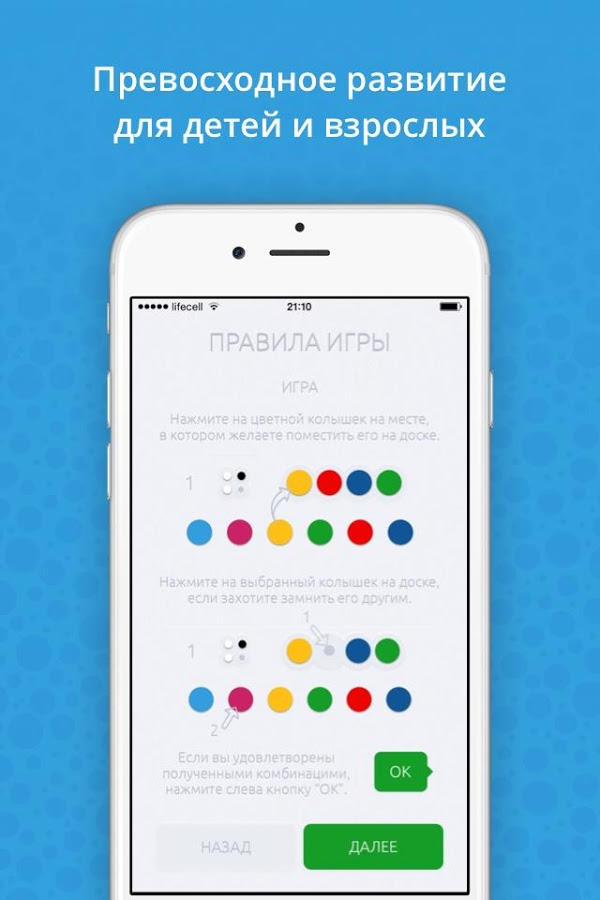 Превосходное развитие
для детей и взрослых
lifecell
21:10
ПРАВИЛА ИГРЫ
ИГРА
Нажмите на цветной колышек на месте,
в котором желаете поместить его на доске.
1
Нажмите на выбранный колышек на доске,
если захотите замнить его другим.
1
1
2
Если вы удовлетворены
полученными комбинацими,
нажмите слева кнопку "ОК".
ОК
НАЗАД
ДАЛЕЕ